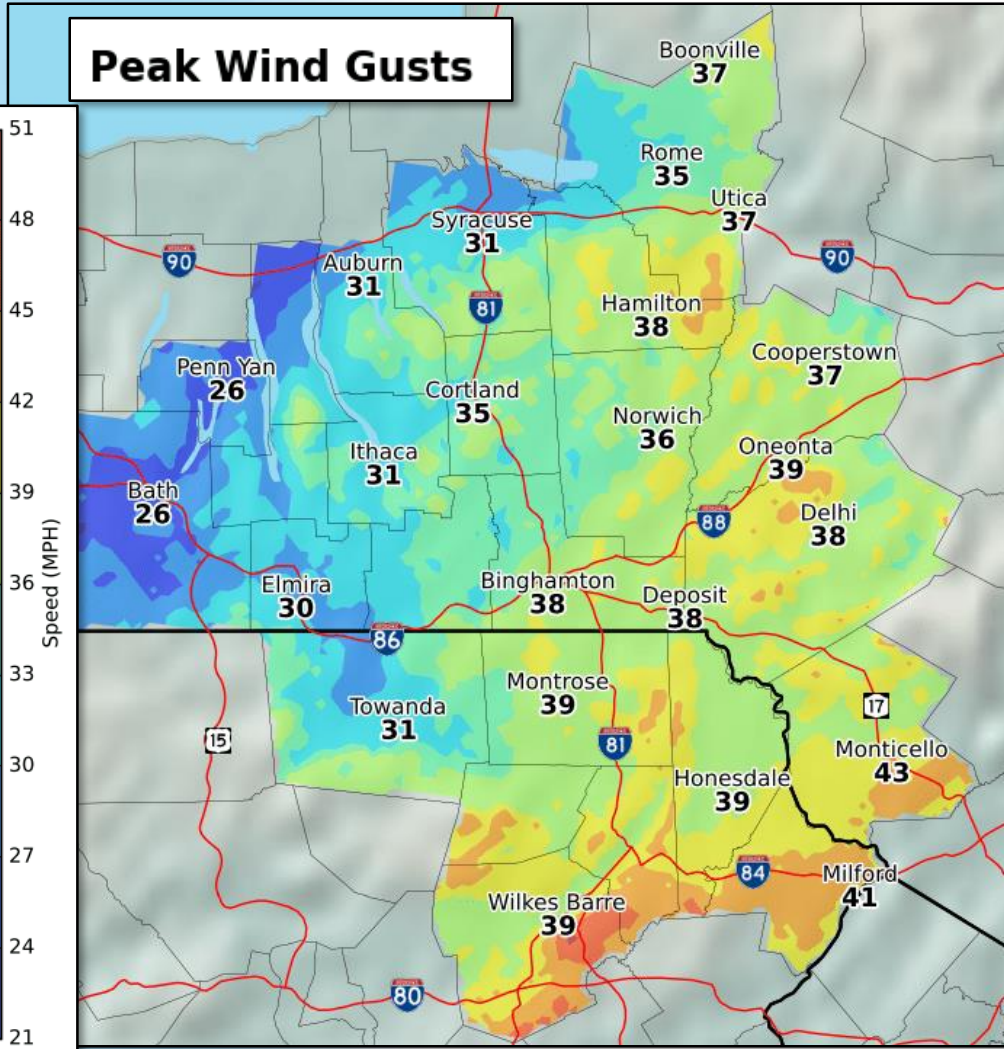 Peak Wind Gusts
51
48
45
42
39
36
33
30
27
24
21
Speed (MPH)
Boonville
37
Rome
35
Utica
37
Syracuse
31
Auburn
31
90
90
81
Hamilton
38
Cooperstown
37
Penn Yan
26
Cortland
35
Norwich
36
Ithaca
31
Oneonta
39
Bath
26
88
Delhi
38
Elmira
30
Binghamton
38
Deposit
38
86
Montrose
39
Towanda
31
17
15
81
Monticello
43
Honesdale
39
84
Milford
41
Wilkes Barre
39
80